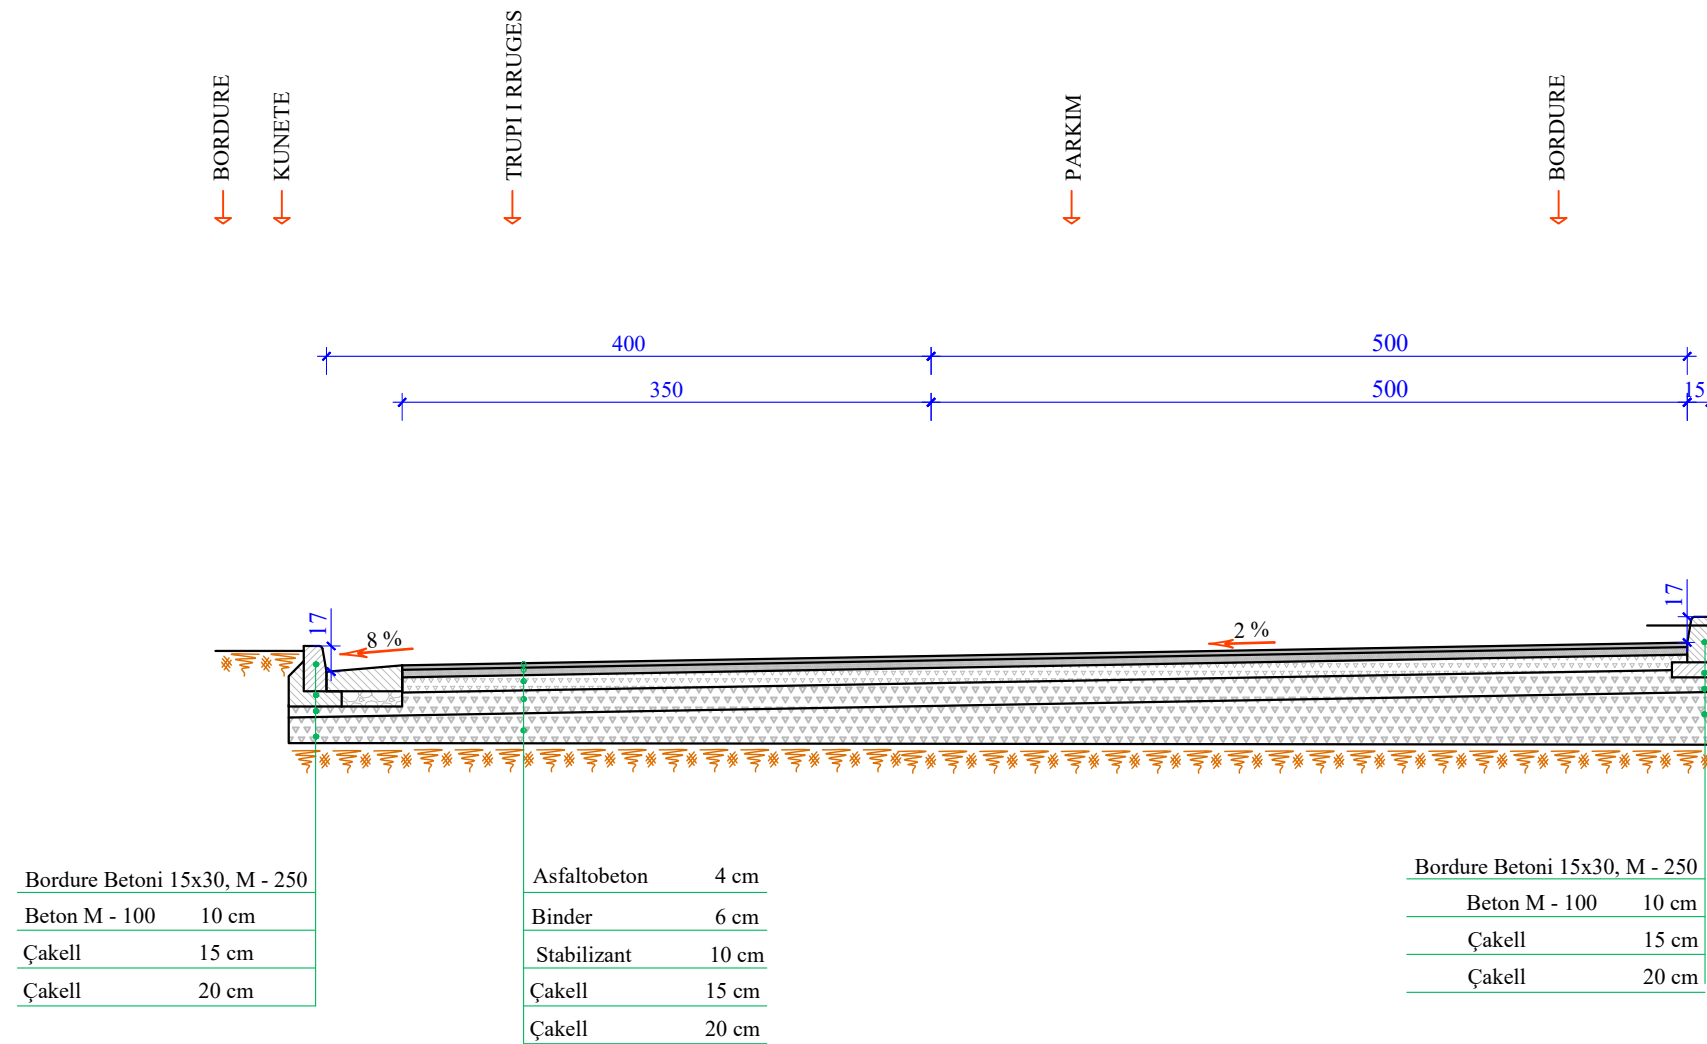 BORDURE
KUNETE
TRUPI I RRUGES
PARKIM
BORDURE
400
500
350
500
15
17
8 %
2 %
17
Bordure Betoni 15x30, M - 250
Beton M - 100 10 cm
Çakell 15 cm
Çakell 20 cm
Asfaltobeton 4 cm
Binder 6 cm
Stabilizant 10 cm
Çakell 15 cm
Çakell 20 cm
Bordure Betoni 15x30, M - 250
Beton M - 100 10 cm
Çakell 15 cm
Çakell 20 cm